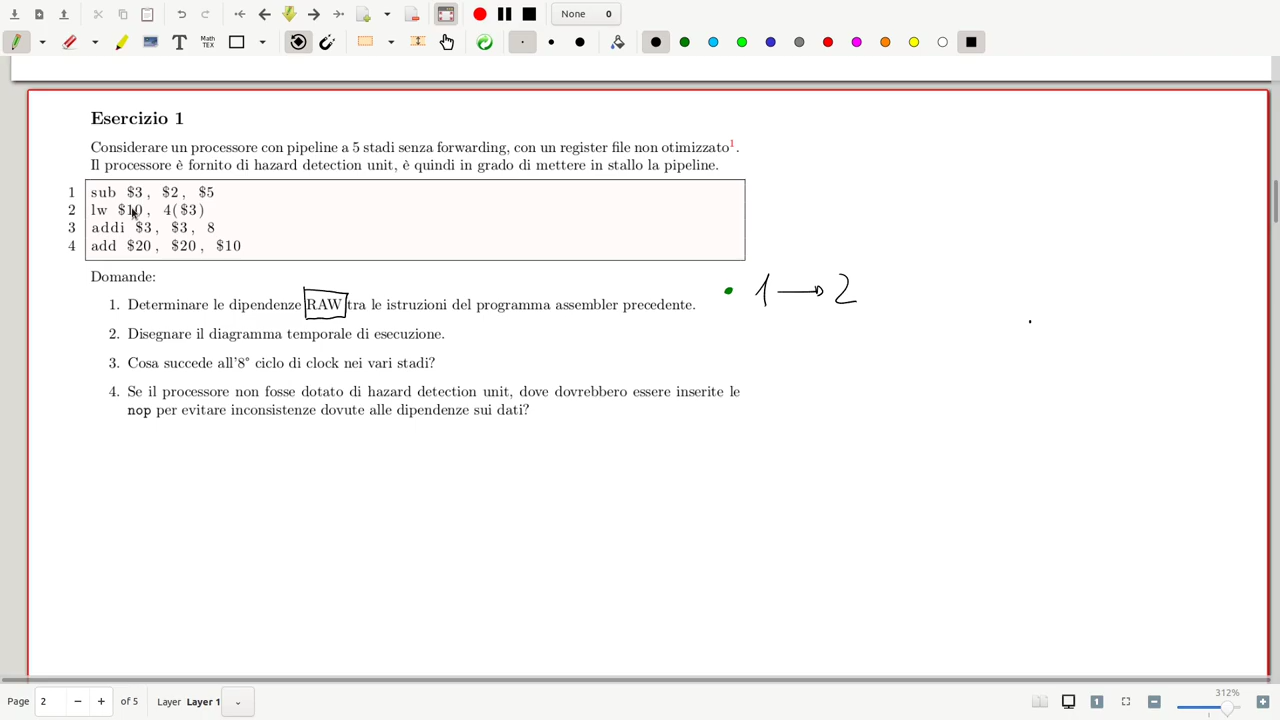 None 0
Math
TEX
Esercizio 1
Considerare un processore con pipeline a 5 stadi senza forwarding, con un register file non otimizzato1.
Il processore è fornito di hazard detection unit, è quindi in grado di mettere in stallo la pipeline.
1 sub $3, $2, $5
2 lw $10, 4($3)
3 addi $3, $3, 8
4 add $20, $20, $10
Domande:
1. Determinare le dipendenze RAW tra le istruzioni del programma assembler precedente.
1 → 2
2. Disegnare il diagramma temporale di esecuzione.
3. Cosa succede all'8° ciclo di clock nei vari stadi?
4. Se il processore non fosse dotato di hazard detection unit, dove dovrebbero essere inserite le
nop per evitare inconsistenze dovute alle dipendenze sui dati?
Page 2 of 5 Layer Layer 1
1
312%